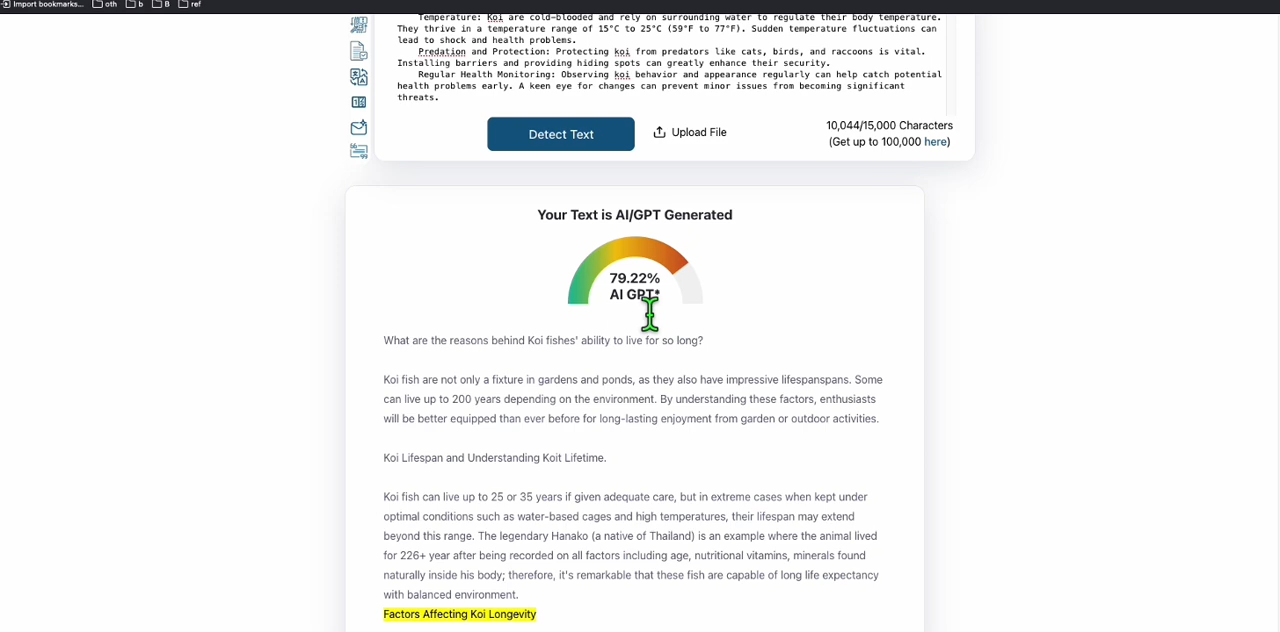 Import bookmarks... oth b B ref
Temperature: Koi are cold-blooded and rely on surrounding water to regulate their body temperature.
They thrive in a temperature range of 15°C to 25°C (59°F to 77°F). Sudden temperature fluctuations can
lead to shock and health problems.
Predation and Protection: Protecting koi from predators like cats, birds, and raccoons is vital.
Installing barriers and providing hiding spots can greatly enhance their security.
Regular Health Monitoring: Observing koi behavior and appearance regularly can help catch potential
health problems early. A keen eye for changes can prevent minor issues from becoming significant
threats.
Detect Text
Upload File
10,044/15,000 Characters
(Get up to 100,000 here)
Your Text is AI/GPT Generated
79.22%
AI GPT*
What are the reasons behind Koi fishes' ability to live for so long?
Koi fish are not only a fixture in gardens and ponds, as they also have impressive lifespanspans. Some
can live up to 200 years depending on the environment. By understanding these factors, enthusiasts
will be better equipped than ever before for long-lasting enjoyment from garden or outdoor activities.
Koi Lifespan and Understanding Koit Lifetime.
Koi fish can live up to 25 or 35 years if given adequate care, but in extreme cases when kept under
optimal conditions such as water-based cages and high temperatures, their lifespan may extend
beyond this range. The legendary Hanako (a native of Thailand) is an example where the animal lived
for 226+ year after being recorded on all factors including age, nutritional vitamins, minerals found
naturally inside his body; therefore, it's remarkable that these fish are capable of long life expectancy
with balanced environment.
Factors Affecting Koi Longevity